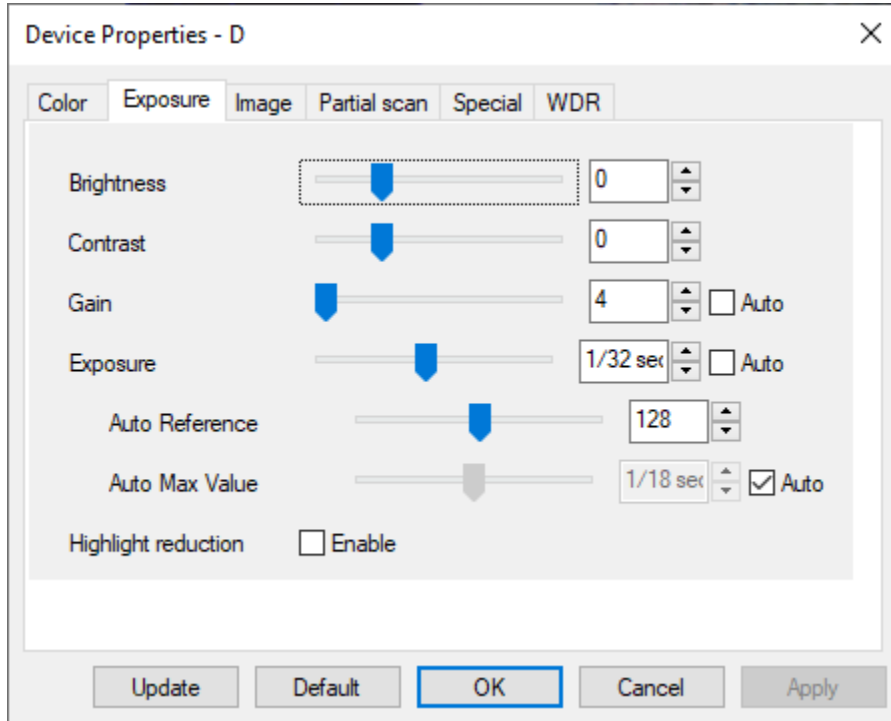 Device Properties - D
Color Exposure Image Partial scan Special WDR
Brightness 0
Contrast 0
Gain 4 Auto
Exposure 1/32 sec Auto
Auto Reference 128
Auto Max Value 1/18 sec Auto
Highlight reduction Enable
Update Default OK Cancel Apply